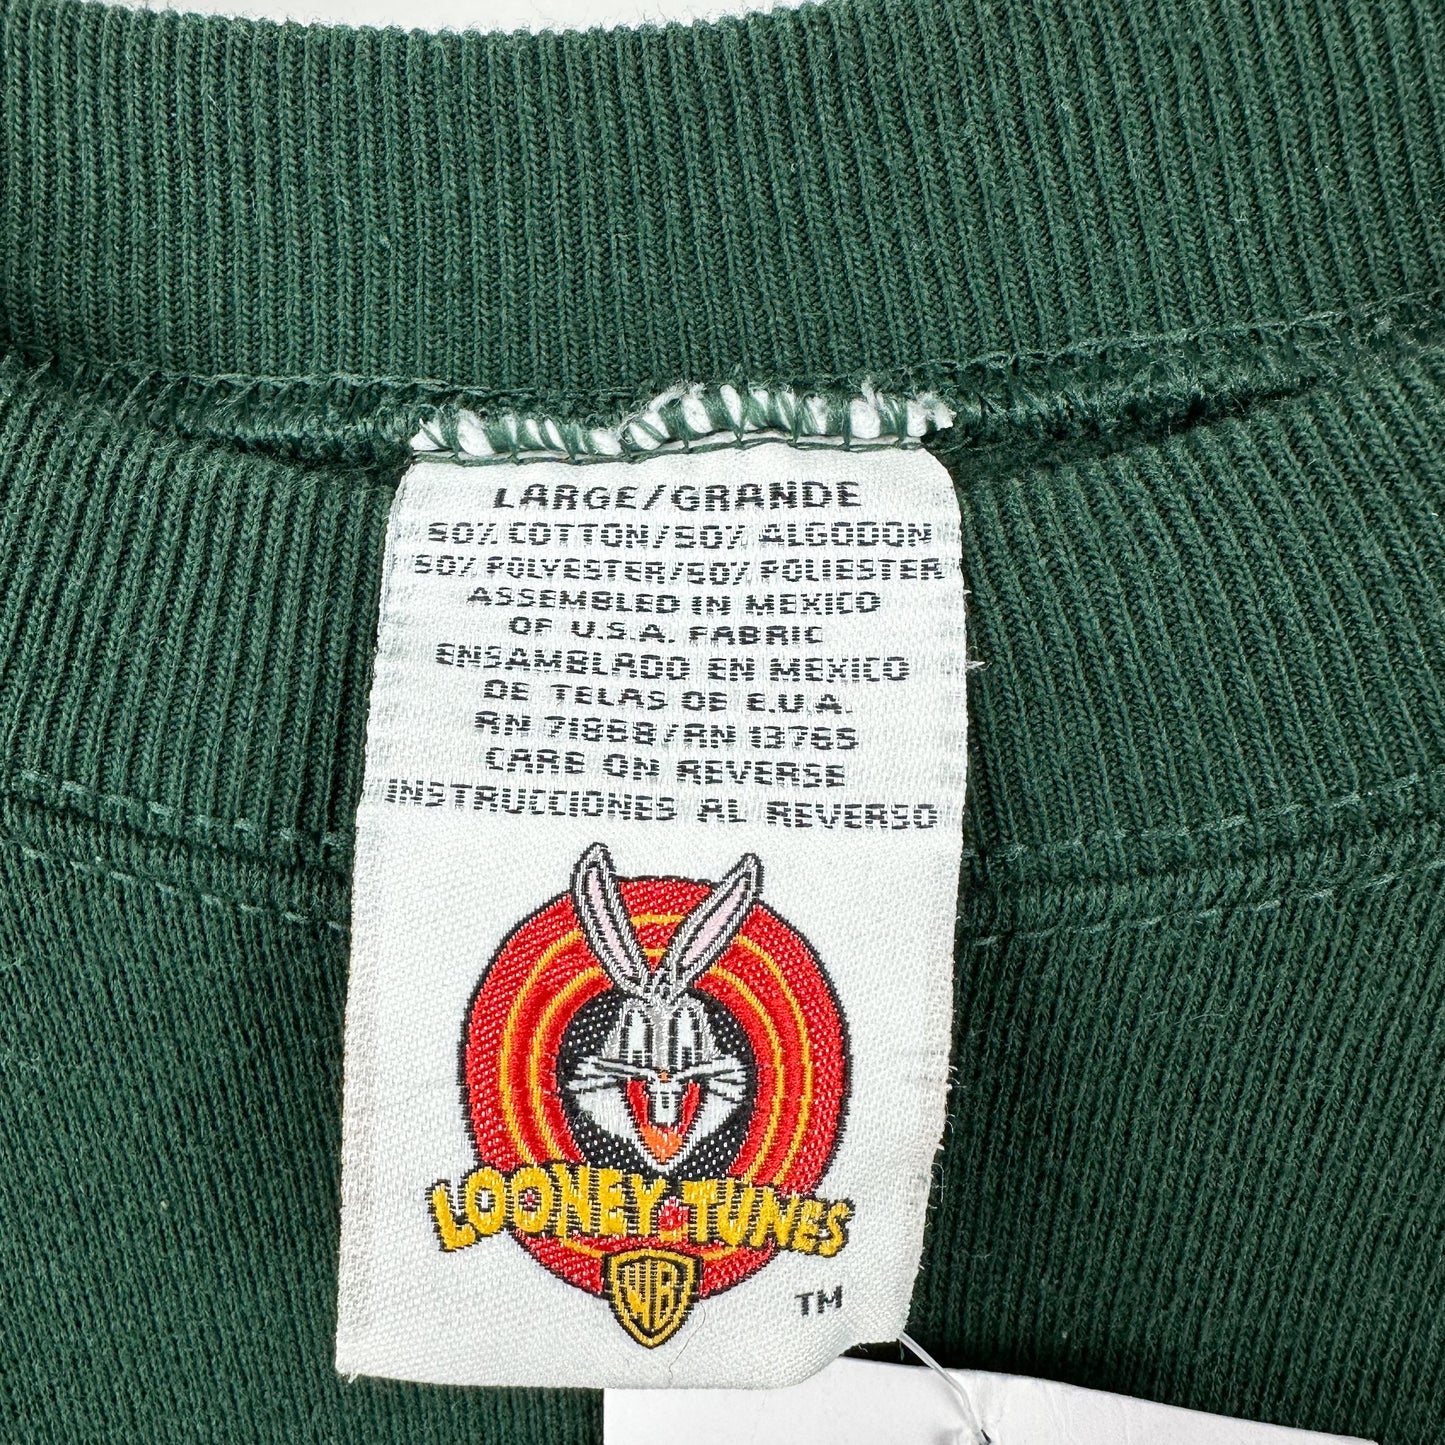 LARGE/GRANDE
50% COTTON/50% ALGODON
50% POLYESTER/50% POLIESTER
ASSEMBLED IN MEXICO
OF U.S.A. FABRIC
ENSAMBLADO EN MEXICO
DE TELAS DE E.U.A.
RN 71868/RN 13765
CARE ON REVERSE
INSTRUCCIONES AL REVERSO
LOONEY TUNES
WB
TM